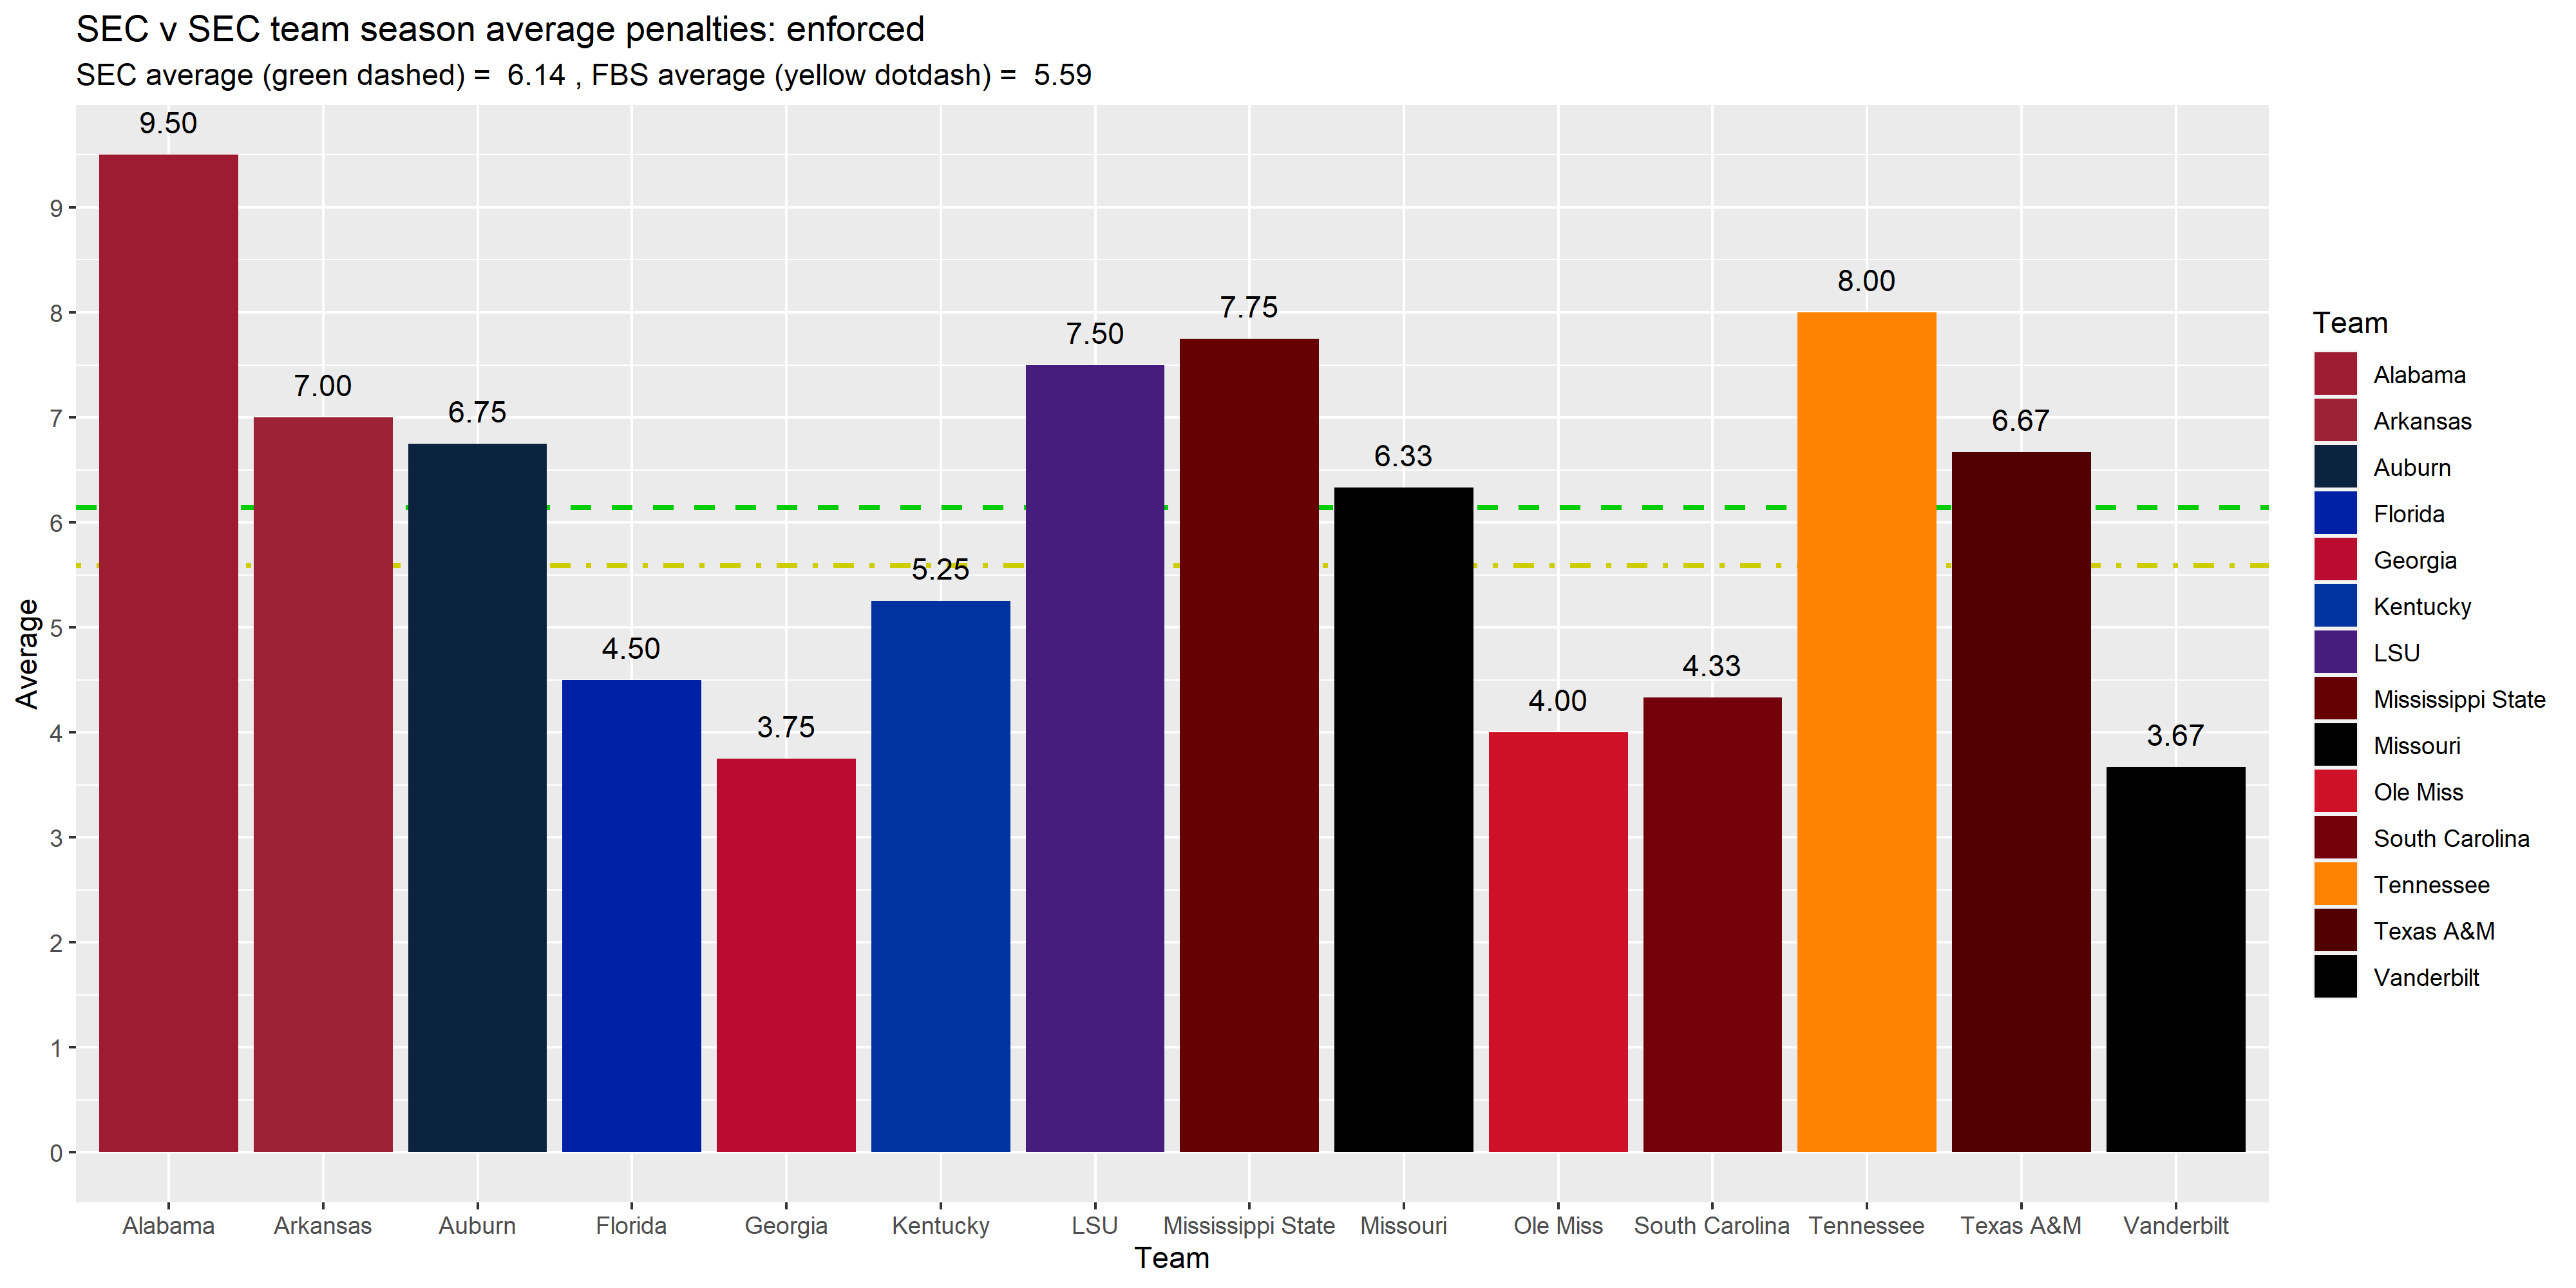 SEC v SEC team season average penalties: enforced
SEC average (green dashed) =  6.14 , FBS average (yellow dotdash) =  5.59
9.50
7.00
6.75
4.50
3.75
5.25
7.50
7.75
6.33
4.00
4.33
8.00
6.67
3.67
9
8
7
6
5
4
3
2
1
0
Average
Alabama
Arkansas
Auburn
Florida
Georgia
Kentucky
LSU
Mississippi State
Missouri
Ole Miss
South Carolina
Tennessee
Texas A&M
Vanderbilt
Team
Team
Alabama
Arkansas
Auburn
Florida
Georgia
Kentucky
LSU
Mississippi State
Missouri
Ole Miss
South Carolina
Tennessee
Texas A&M
Vanderbilt